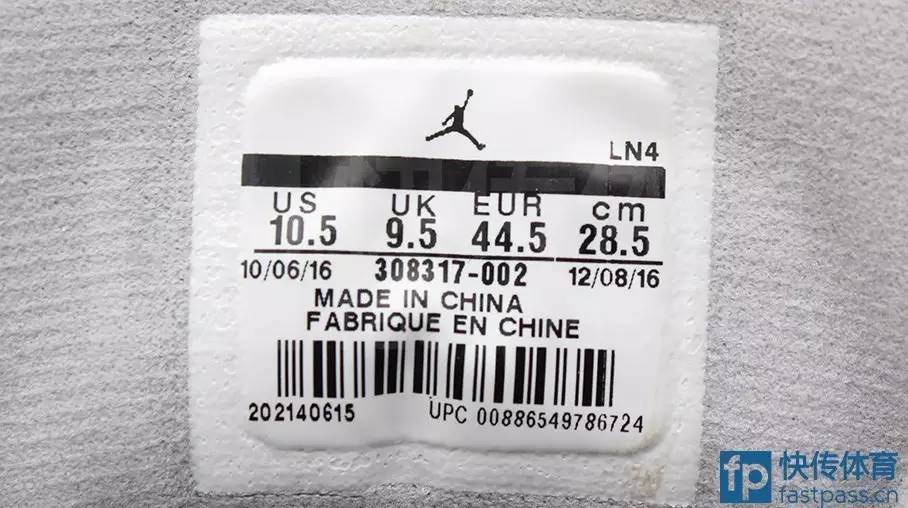 LN4
US UK EUR cm
10.5 9.5 44.5 28.5
10/06/16 308317-002 12/08/16
MADE IN CHINA
FABRIQUE EN CHINE
202140615 UPC 00886549786724
fp 快传体育
fastpass.cn